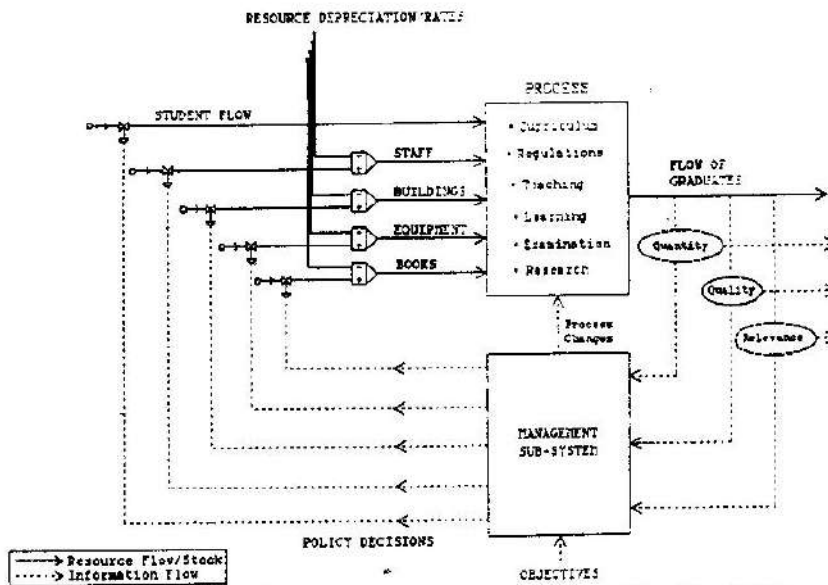 RESOURCE DEPRECIATION RATES
PROCESS
STUDENT FLOW
• Curriculum
STAFF
• Regulations
FLOW OF
GRADUATES
BUILDINGS
• Teaching
• Learning
EQUIPMENT
• Examination
Quantity
BOOKS
• Research
Quality
Process
Changes
Relevance
MANAGEMENT
SUB-SYSTEM
POLICY DECISIONS
Resource Flow/Stock
Information Flow
OBJECTIVES